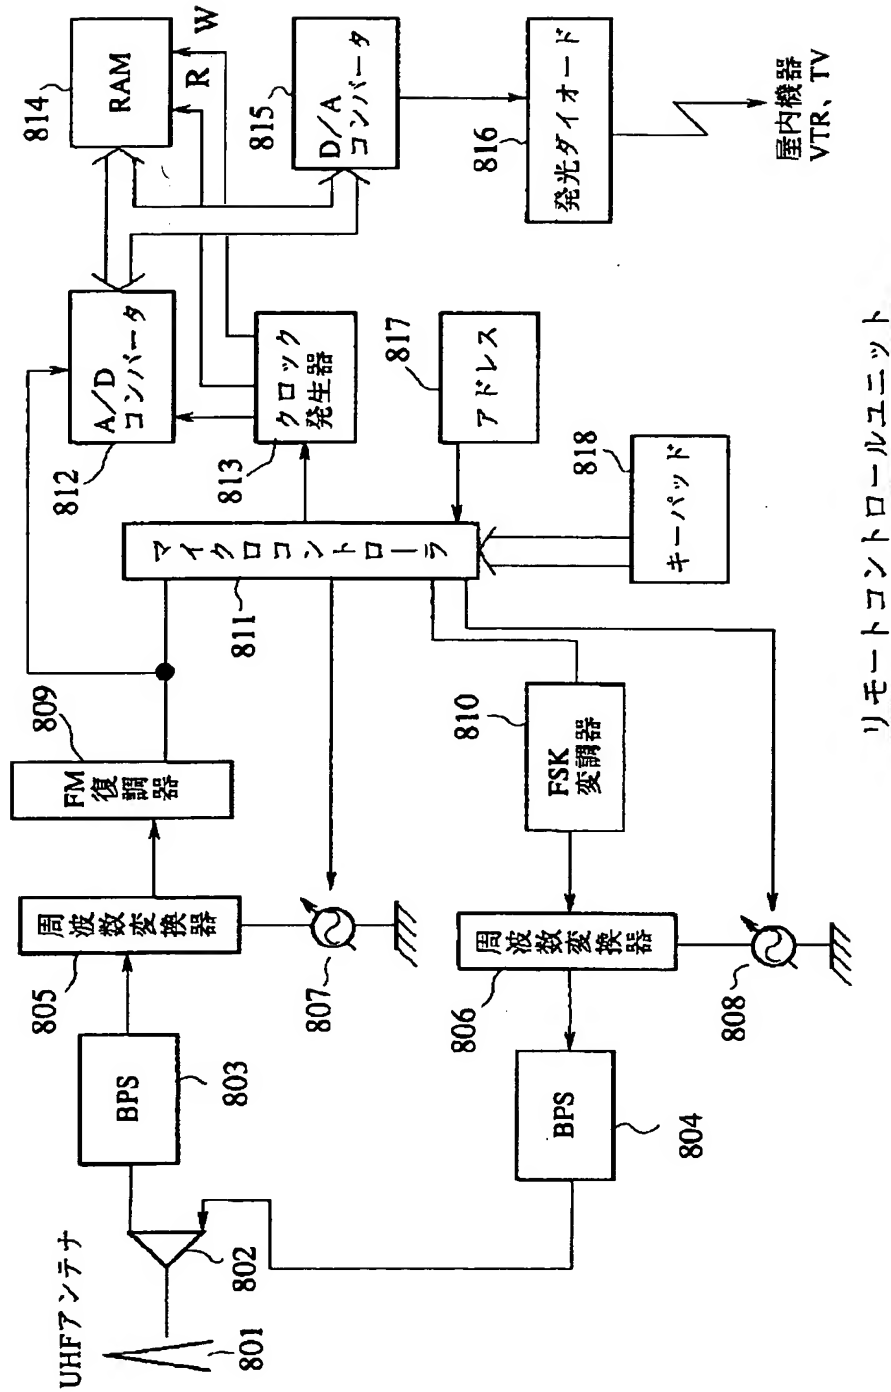 UHFアンテナ
801
802
BPS
803
BPS
804
周波数変換器
805
周波数変換器
806
807
808
FM
復調器
809
FSK
変調器
810
マイクロコントローラ
811
A/D
コンバータ
812
クロック
発生器
813
RAM
814
R
W
D/A
コンバータ
815
発光ダイオード
816
屋内機器
VTR、TV
アドレス
817
キーパッド
818
リモートコントロールユニット